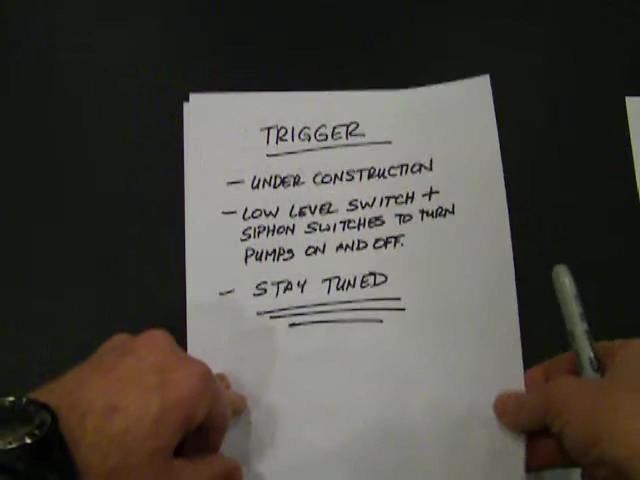 TRIGGER
- UNDER CONSTRUCTION
- LOW LEVEL SWITCH +
SIPHON SWITCHES TO TURN
PUMPS ON AND OFF.
- STAY TUNED